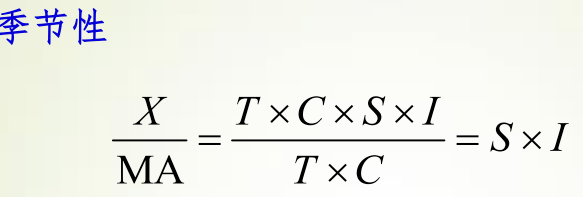 季节性
X/MA = T×C×S×I/T×C = S×I